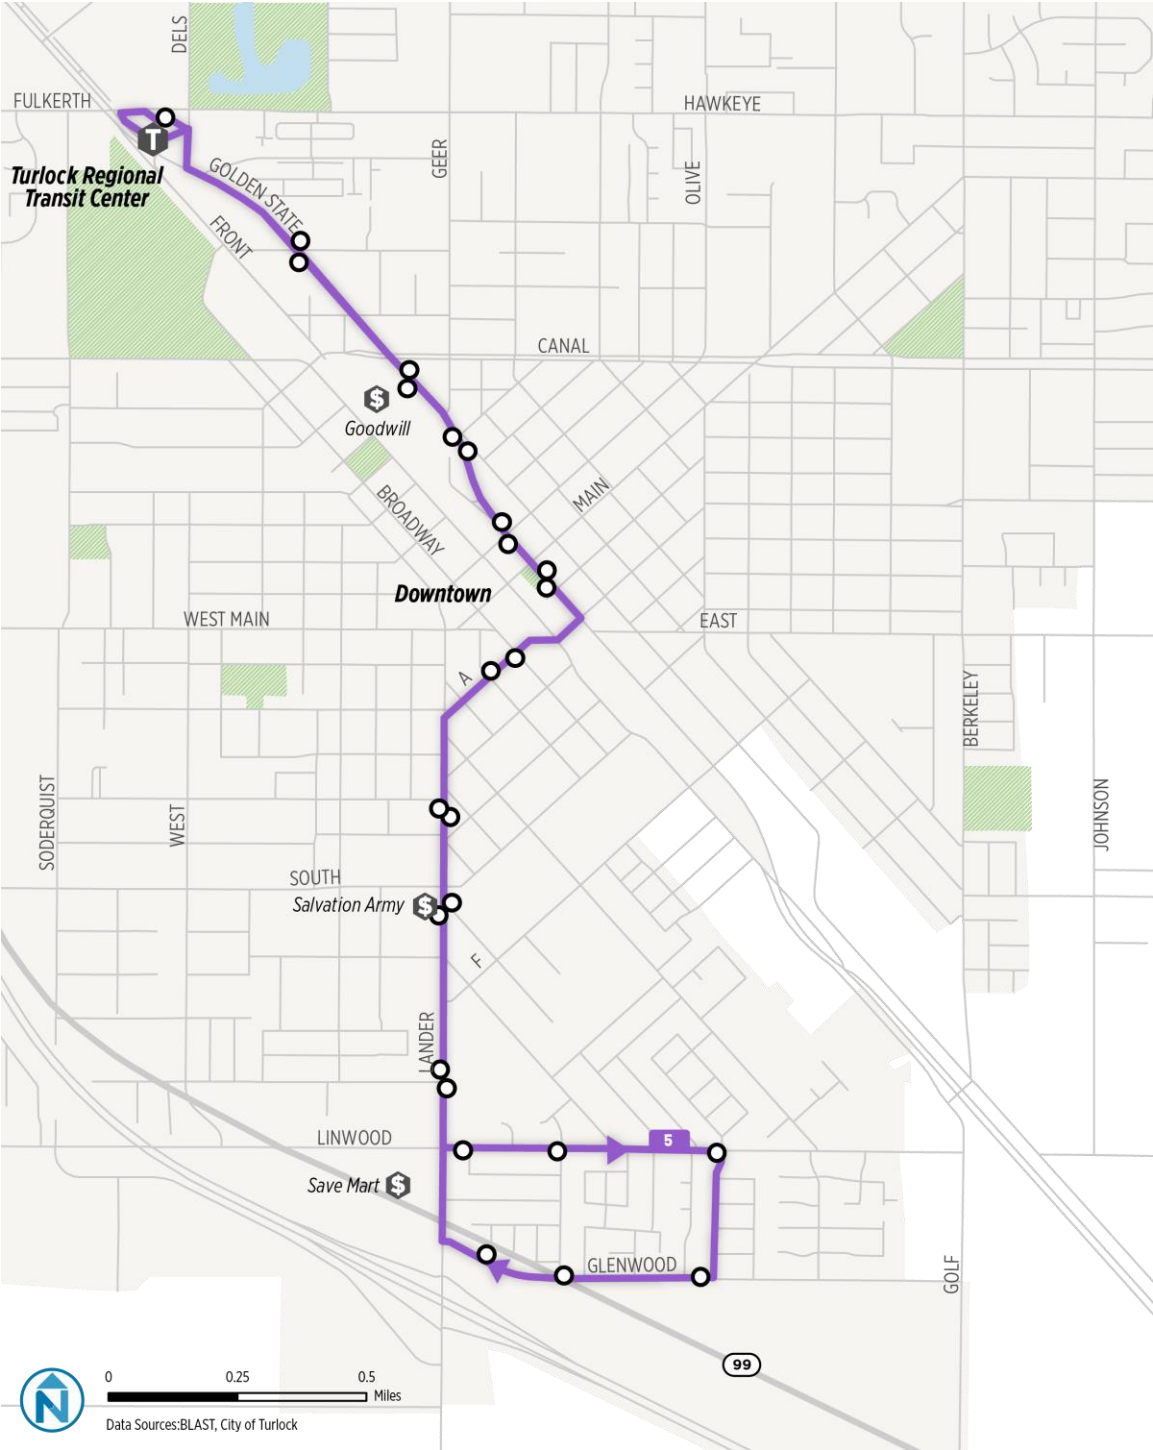 DELS
FULKERTH
HAWKEYE
T
Turlock Regional
Transit Center
GEER
OLIVE
GOLDEN STATE
FRONT
CANAL
$
Goodwill
MAIN
BROADWAY
Downtown
WEST MAIN
EAST
A
BERKELEY
SODERQUIST
WEST
JOHNSON
SOUTH
Salvation Army $
F
LANDER
LINWOOD
5
Save Mart $
GLENWOOD
GOLF
99
N
0 0.25 0.5
Miles
Data Sources:BLAST, City of Turlock